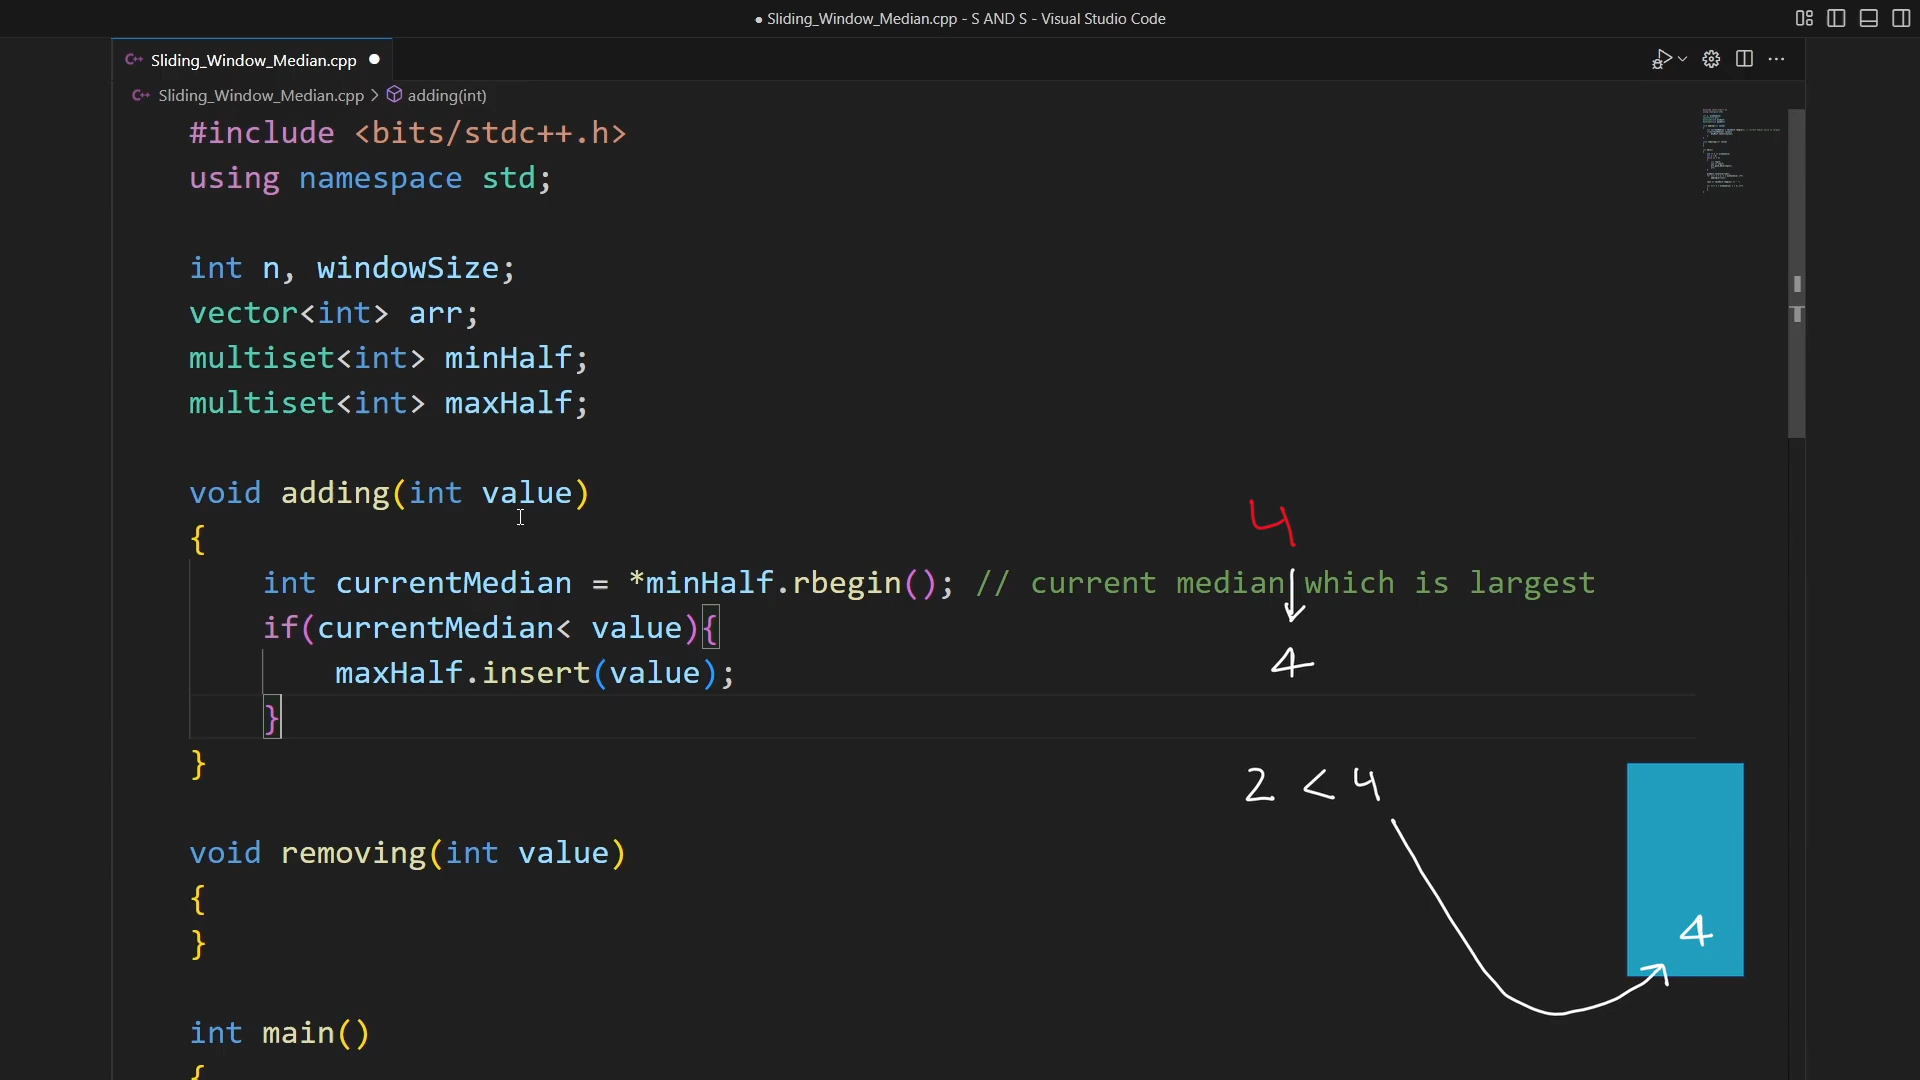 ● Sliding_Window_Median.cpp - S AND S - Visual Studio Code
C++ Sliding_Window_Median.cpp ●
C++ Sliding_Window_Median.cpp > adding(int)
#include <bits/stdc++.h>
using namespace std;
int n, windowSize;
vector<int> arr;
multiset<int> minHalf;
multiset<int> maxHalf;
void adding(int value)
{
4
int currentMedian = *minHalf.rbegin(); // current median which is largest
if(currentMedian< value){
maxHalf.insert(value);
4
}
}
2 < 4
void removing(int value)
{
4
}
int main()
{